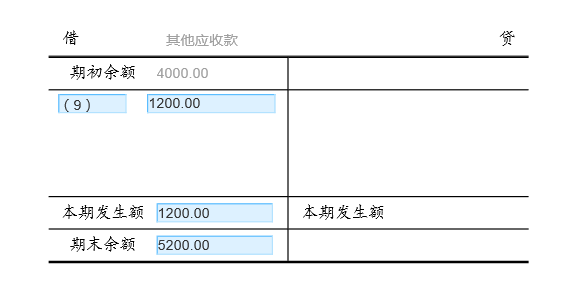 借 其他应收款 贷
期初余额 4000.00
（9） 1200.00
本期发生额 1200.00 本期发生额
期末余额 5200.00